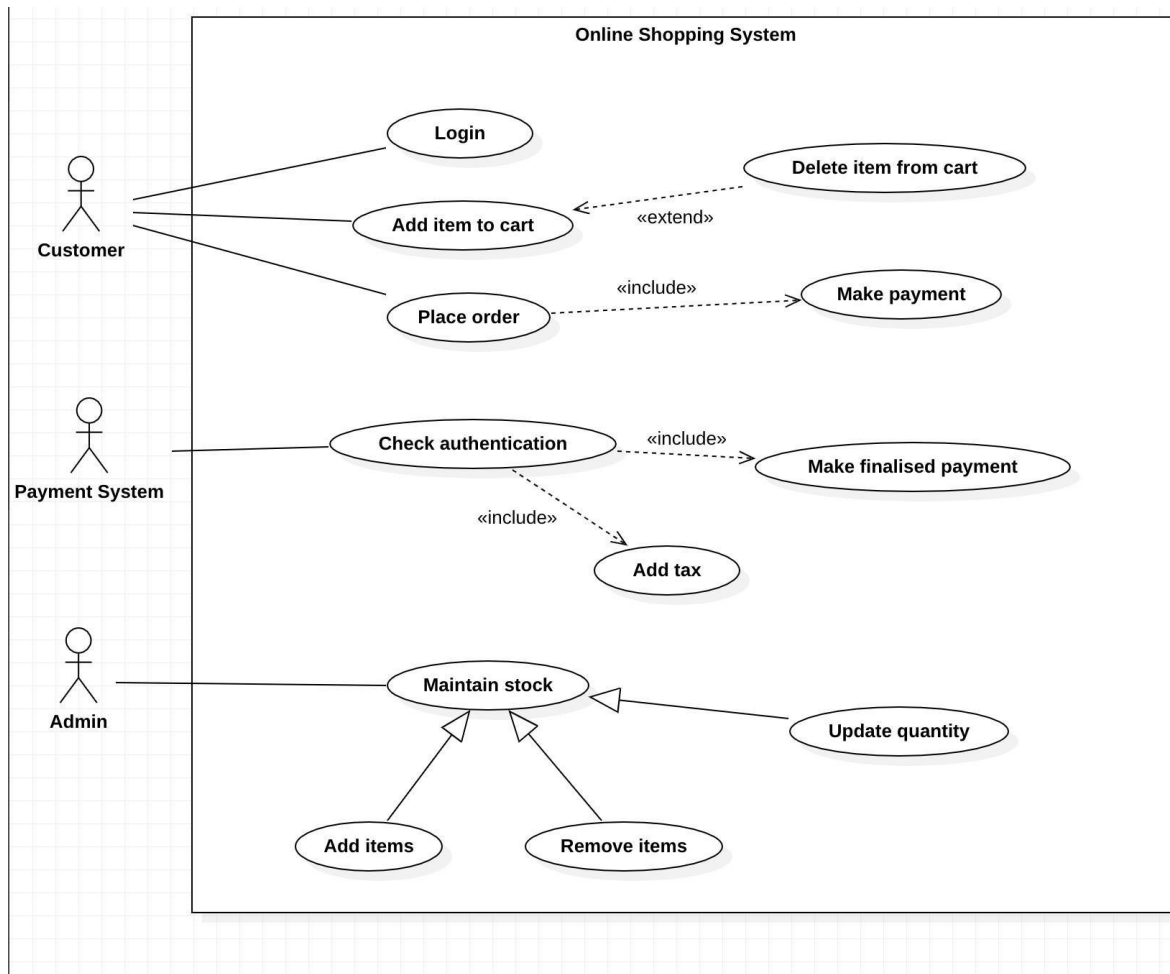 Online Shopping System
Login
Delete item from cart
«extend»
Add item to cart
Customer
«include»
Make payment
Place order
Check authentication
«include»
Make finalised payment
Payment System
«include»
Add tax
Maintain stock
Admin
Update quantity
Add items
Remove items